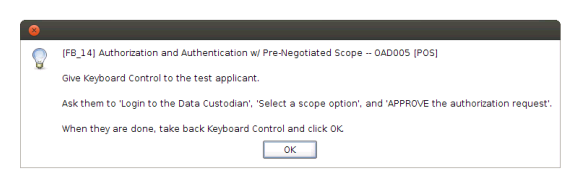 [FB_14] Authorization and Authentication w/ Pre-Negotiated Scope -- OAD005 [POS]
Give Keyboard Control to the test applicant.
Ask them to 'Login to the Data Custodian', 'Select a scope option', and 'APPROVE the authorization request'.
When they are done, take back Keyboard Control and click OK.
OK